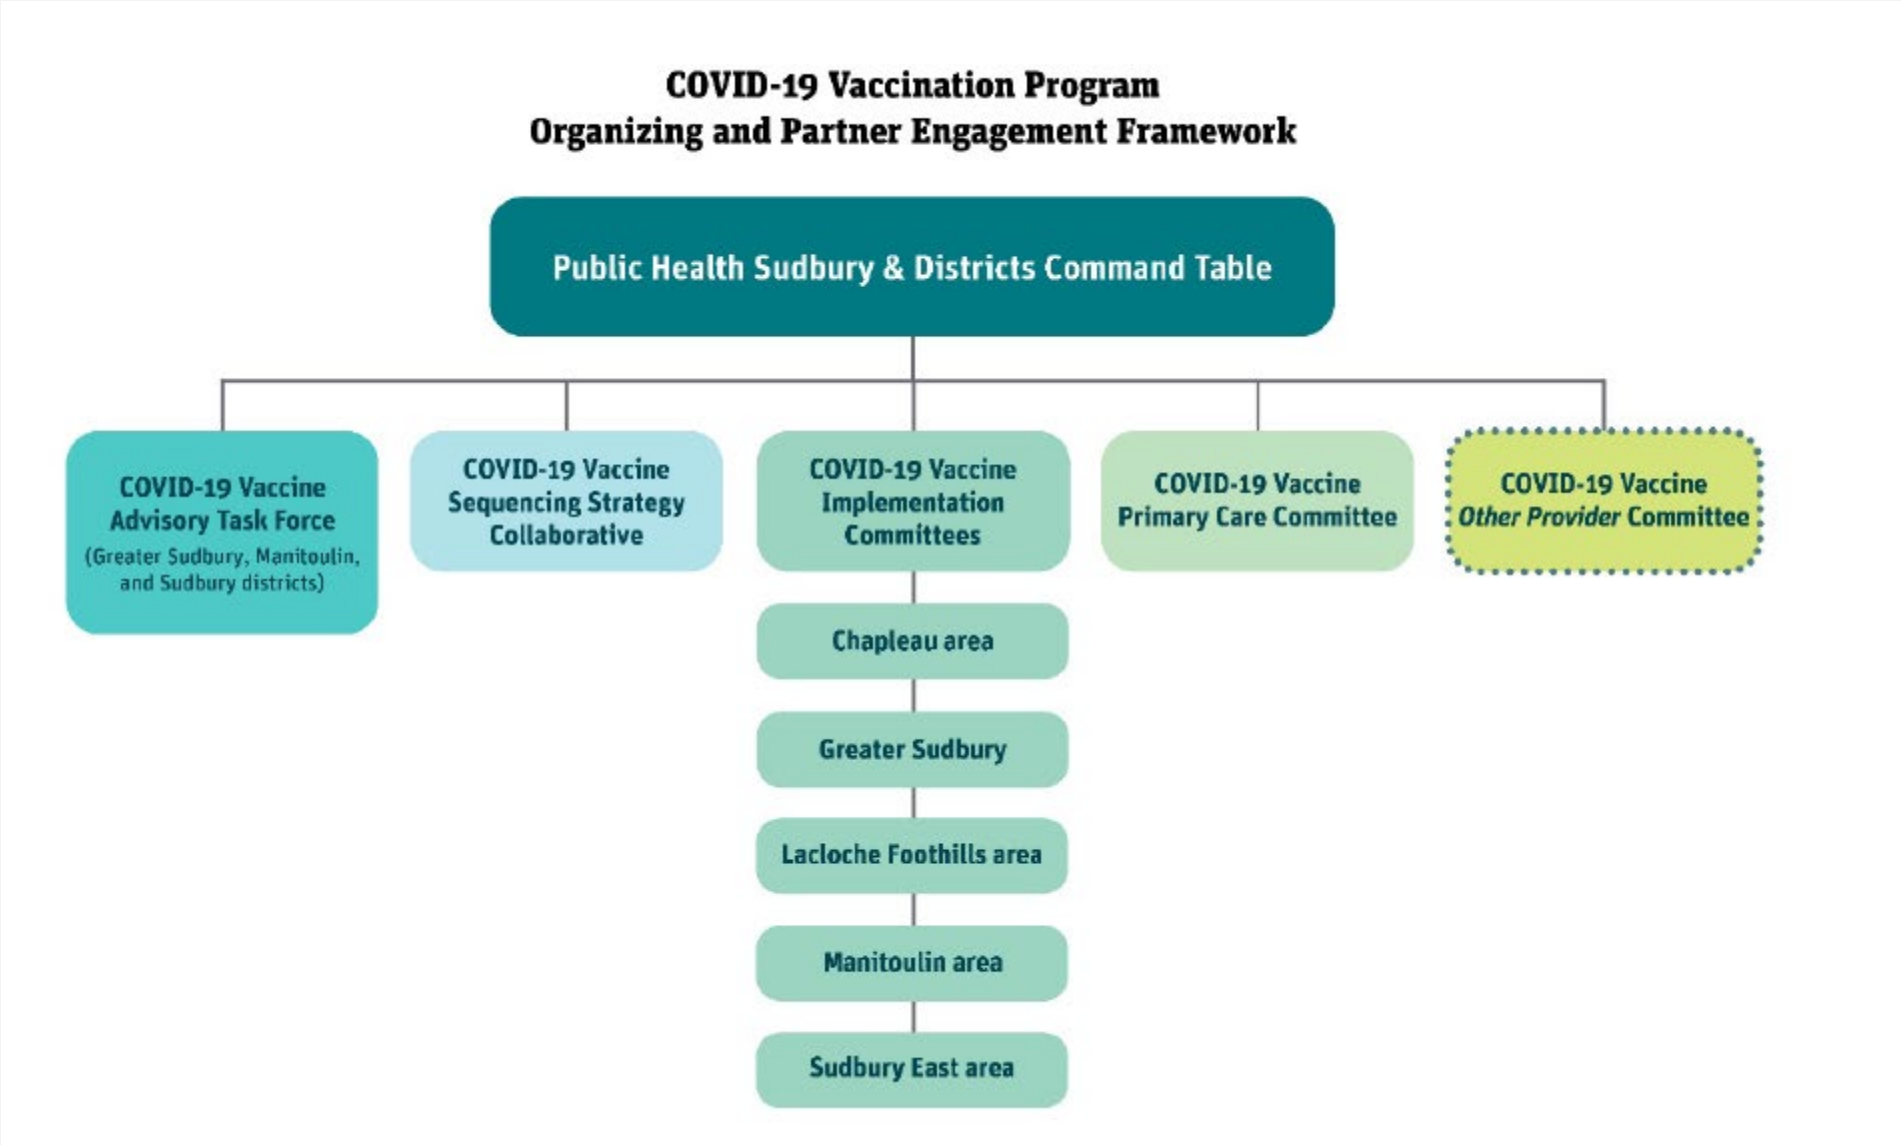 COVID-19 Vaccination Program
Organizing and Partner Engagement Framework
Public Health Sudbury & Districts Command Table
COVID-19 Vaccine
Advisory Task Force
(Greater Sudbury, Manitoulin,
and Sudbury districts)
COVID-19 Vaccine
Sequencing Strategy
Collaborative
COVID-19 Vaccine
Implementation
Committees
COVID-19 Vaccine
Primary Care Committee
COVID-19 Vaccine
Other Provider Committee
Chapleau area
Greater Sudbury
Lacloche Foothills area
Manitoulin area
Sudbury East area